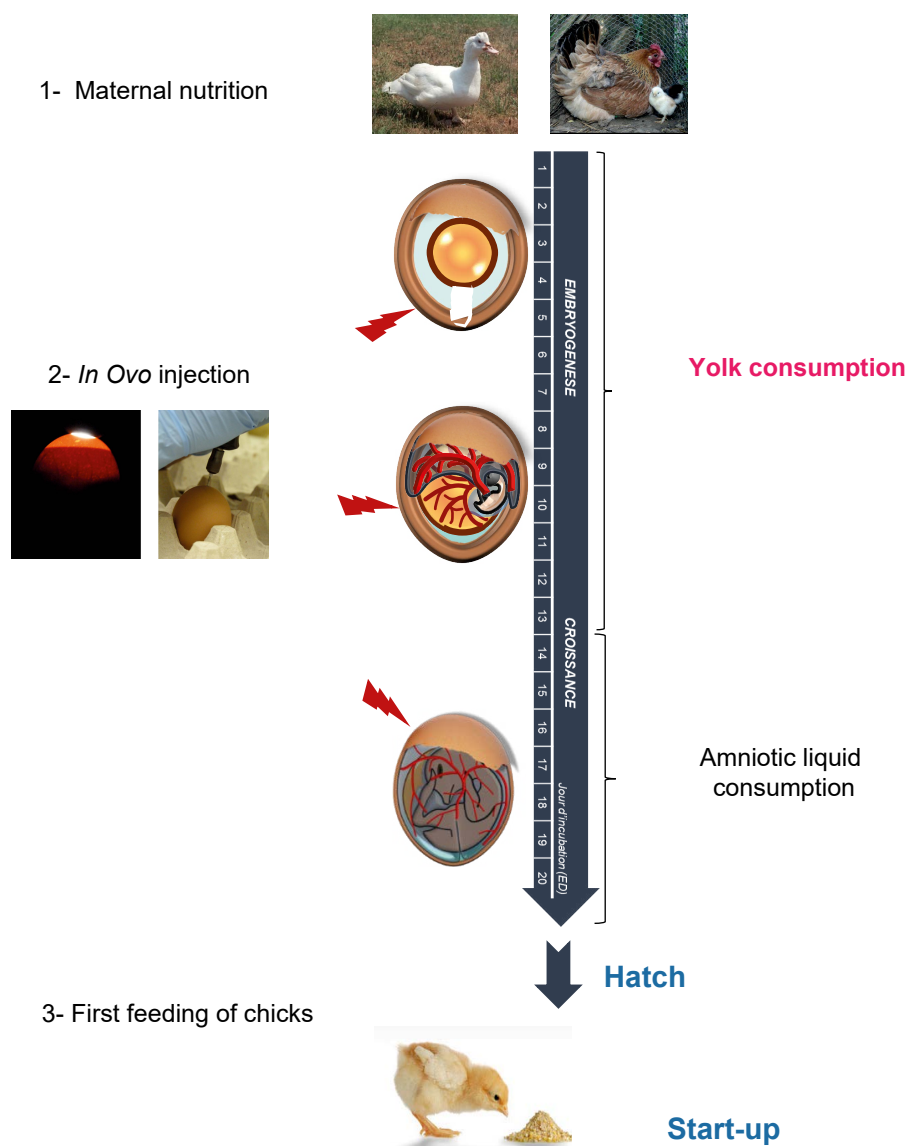 1- Maternal nutrition
1
2
3
4
5
6
7
8
9
10
11
12
13
14
15
16
17
18
19
20
EMBRYOGENESE
CROISSANCE
Jour d'incubation (ED)
Yolk consumption
2- In Ovo injection
Amniotic liquid
consumption
Hatch
3- First feeding of chicks
Start-up